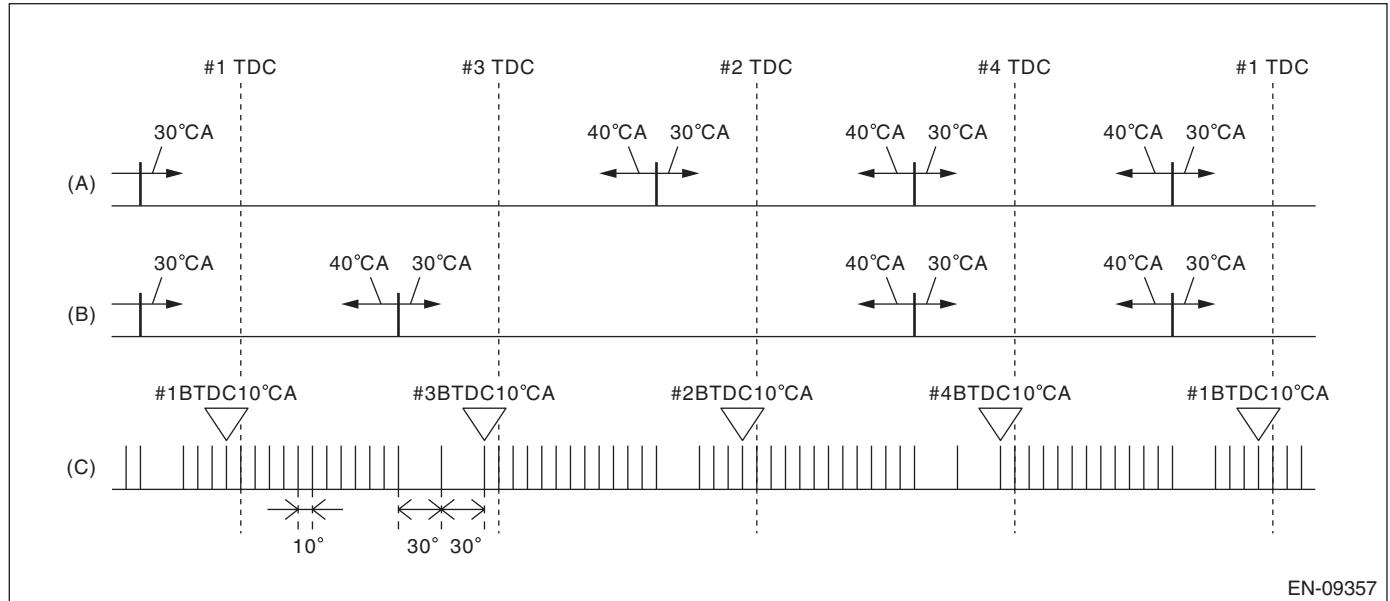 #1 TDC #3 TDC #2 TDC #4 TDC #1 TDC
30°CA 40°CA 30°CA 40°CA 30°CA 40°CA 30°CA
(A)
30°CA 40°CA 30°CA 40°CA 30°CA 40°CA 30°CA
(B)
#1BTDC10°CA #3BTDC10°CA #2BTDC10°CA #4BTDC10°CA #1BTDC10°CA
(C)
10° 30° 30°
EN-09357